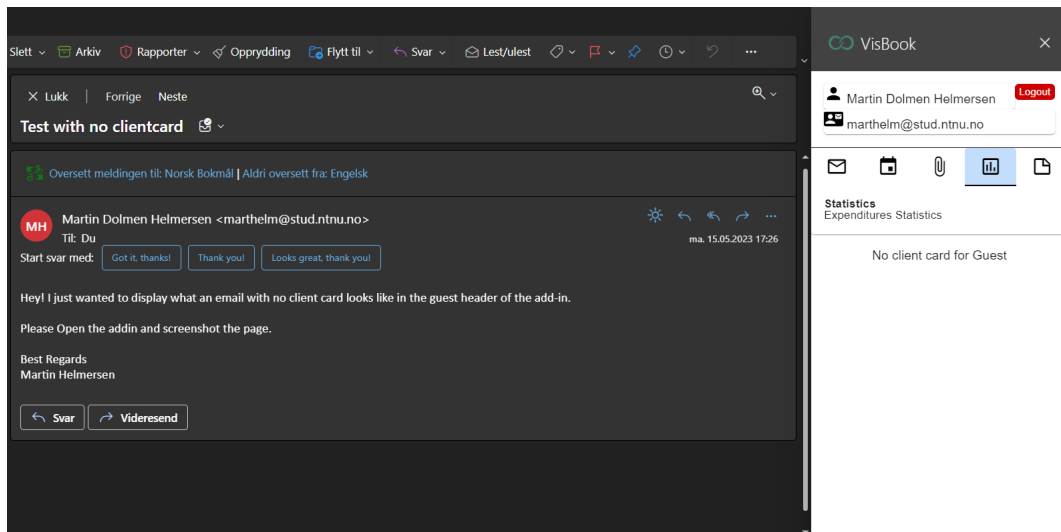 Slett Arkiv Rapporter Opprydding Flytt til Svar Lest/ulest ...
VisBook
Lukk | Forrige Neste
Test with no clientcard
Martin Dolmen Helmersen Logout
marthelm@stud.ntnu.no
Oversett meldingen til: Norsk Bokmål | Aldri oversett fra: Engelsk
MH
Martin Dolmen Helmersen <marthelm@stud.ntnu.no>
Til: Du
ma. 15.05.2023 17:26
Start svar med: Got it, thanks! Thank you! Looks great, thank you!
Hey! I just wanted to display what an email with no client card looks like in the guest header of the add-in.
Please Open the addin and screenshot the page.
Best Regards
Martin Helmersen
Svar Videresend
Statistics
Expenditures Statistics
No client card for Guest